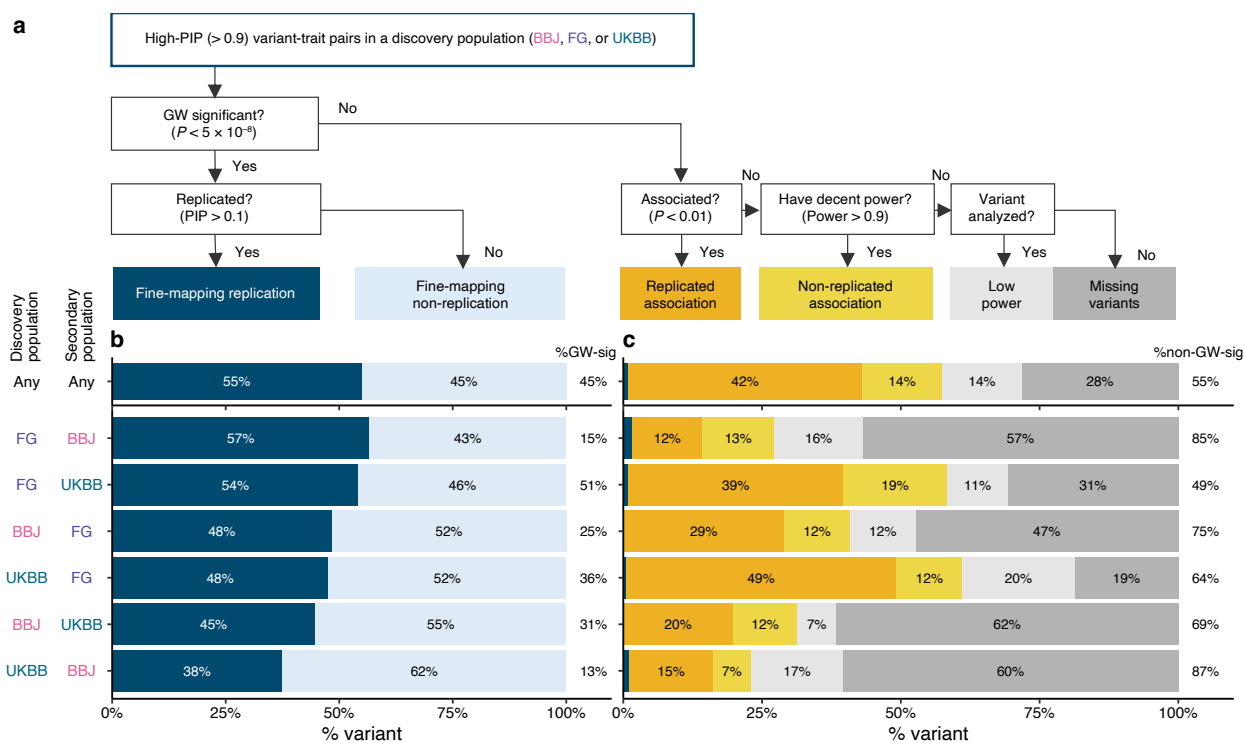 a
High-PIP (> 0.9) variant-trait pairs in a discovery population (BBJ, FG, or UKBB)
GW significant?
(P < 5 × 10⁻⁸)
No
Yes
Replicated?
(PIP > 0.1)
Yes
No
Associated?
(P < 0.01)
No
Have decent power?
(Power > 0.9)
No
Variant
analyzed?
Yes
Yes
Yes
No
Fine-mapping replication
Fine-mapping
non-replication
Replicated
association
Non-replicated
association
Low
power
Missing
variants
Discovery
population
Secondary
population
b
%GW-sig
c
%non-GW-sig
Any Any 55% 45% 45% 42% 14% 14% 28% 55%
FG BBJ 57% 43% 15% 12% 13% 16% 57% 85%
FG UKBB 54% 46% 51% 39% 19% 11% 31% 49%
BBJ FG 48% 52% 25% 29% 12% 12% 47% 75%
UKBB FG 48% 52% 36% 49% 12% 20% 19% 64%
BBJ UKBB 45% 55% 31% 20% 12% 7% 62% 69%
UKBB BBJ 38% 62% 13% 15% 7% 17% 60% 87%
0% 25% 50% 75% 100% 0% 25% 50% 75% 100%
% variant % variant